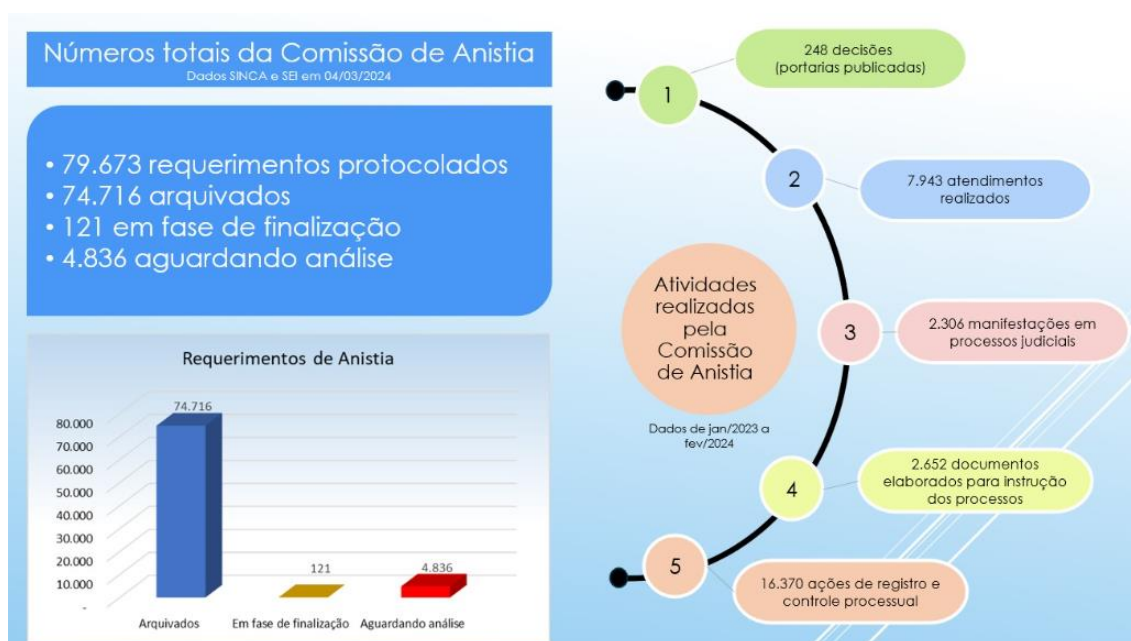 Números totais da Comissão de Anistia
Dados SINCA e SEI em 04/03/2024
• 79.673 requerimentos protocolados
• 74.716 arquivados
• 121 em fase de finalização
• 4.836 aguardando análise
Requerimentos de Anistia
80.000
70.000
60.000
50.000
40.000
30.000
20.000
10.000
-
74.716
121
4.836
Arquivados
Em fase de finalização
Aguardando análise
Atividades
realizadas
pela
Comissão
de Anistia
Dados de jan/2023 a
fev/2024
1
248 decisões
(portarias publicadas)
2
7.943 atendimentos
realizados
3
2.306 manifestações em
processos judiciais
4
2.652 documentos
elaborados para instrução
dos processos
5
16.370 ações de registro e
controle processual